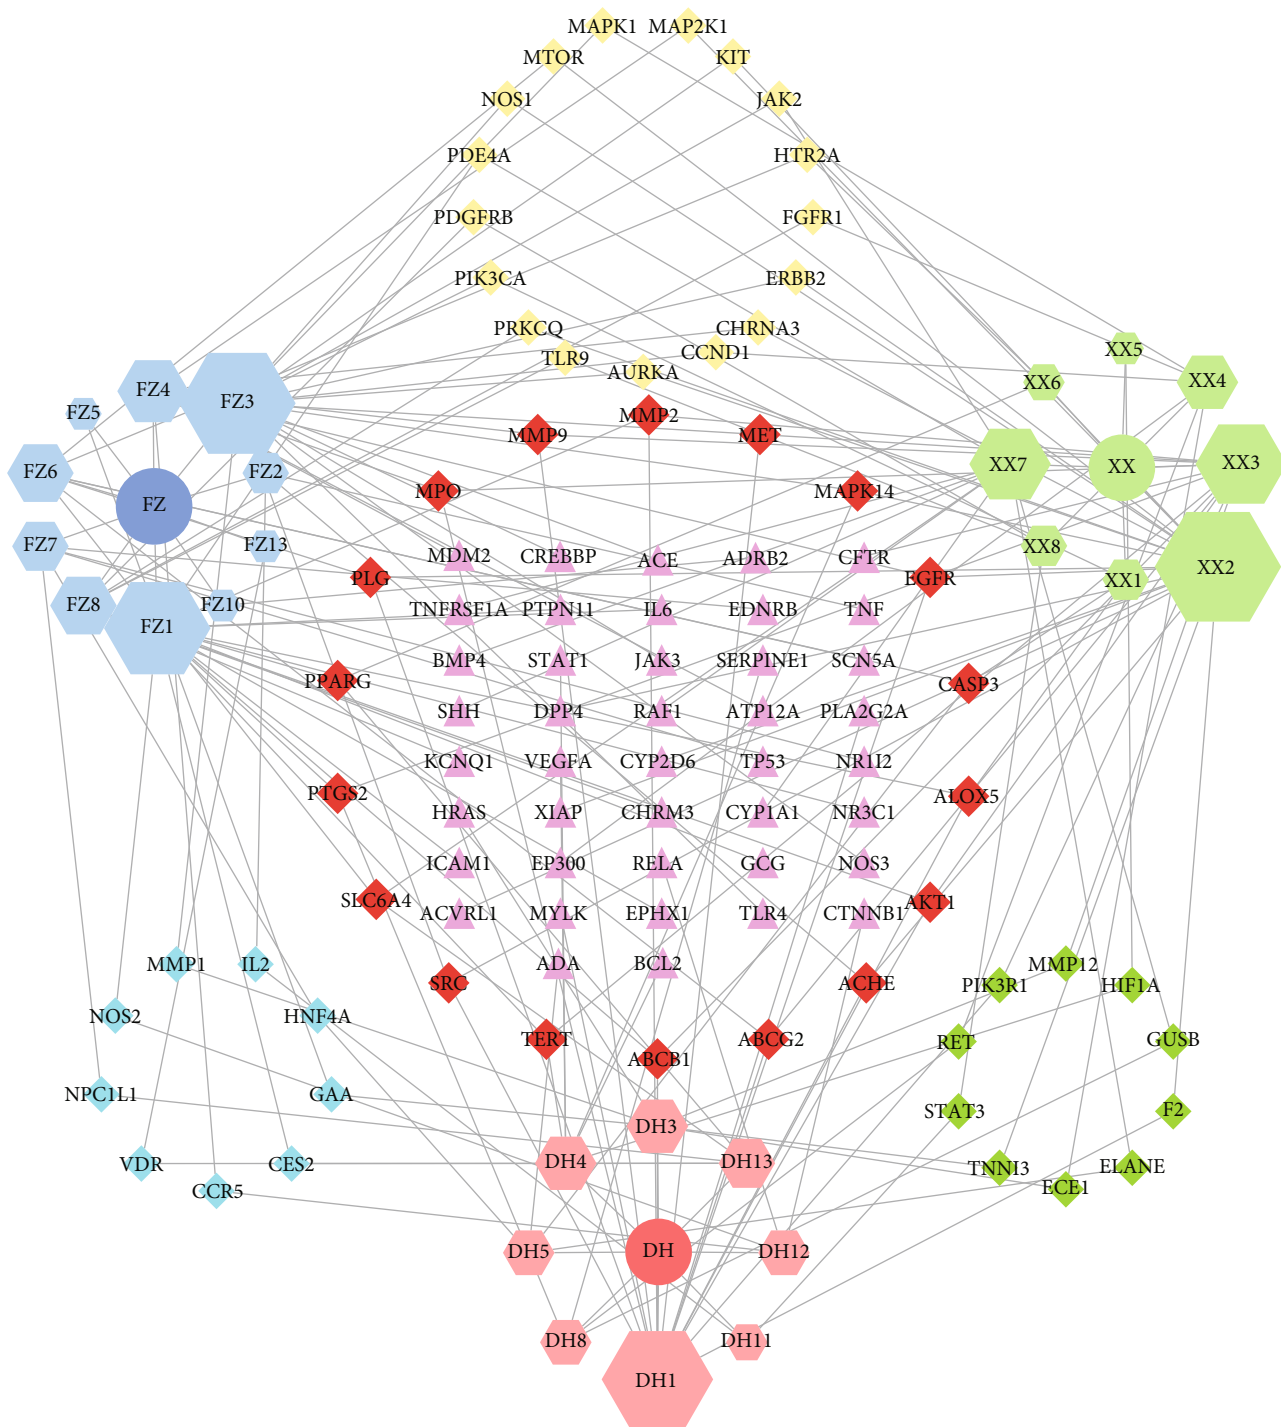 MAPK1 MAP2K1
MTOR KIT
NOS1 JAK2
PDE4A HTR2A
PDGFRB FGFR1
PIK3CA ERBB2
PRKCQ CHRNA3
TLR9 CCND1
AURKA
XX5
FZ4 FZ3 XX6 XX4
FZ5 MMP2
MMP9 MET
FZ6 FZ2 XX7 XX XX3
MPO MAPK14
FZ
FZ7 FZ13 XX8
MDM2 CREBBP ACE ADRB2 CFTR
PLG EGFR XX1 XX2
FZ8 FZ10
TNFRSF1A PTPN11 IL6 EDNRB TNF
FZ1
BMP4 STAT1 JAK3 SERPINE1 SCN5A
PPARG CASP3
SHH DPP4 RAF1 ATP12A PLA2G2A
KCNQ1 VEGFA CYP2D6 TP53 NR1I2
PTGS2 ALOX5
HRAS XIAP CHRM3 CYP1A1 NR3C1
ICAM1 EP300 RELA GCG NOS3
SLC6A4 AKT1
ACVRL1 MYLK EPHX1 TLR4 CTNNB1
MMP1 IL2 ADA BCL2 MMP12
SRC ACHE PIK3R1 HIF1A
NOS2 HNF4A
TERT ABCG2 RET GUSB
ABCB1
NPC1L1 GAA
STAT3 F2
DH3
VDR CES2 DH4 DH13 TNNI3 ELANE
CCR5 ECE1
DH5 DH DH12
DH8 DH11
DH1